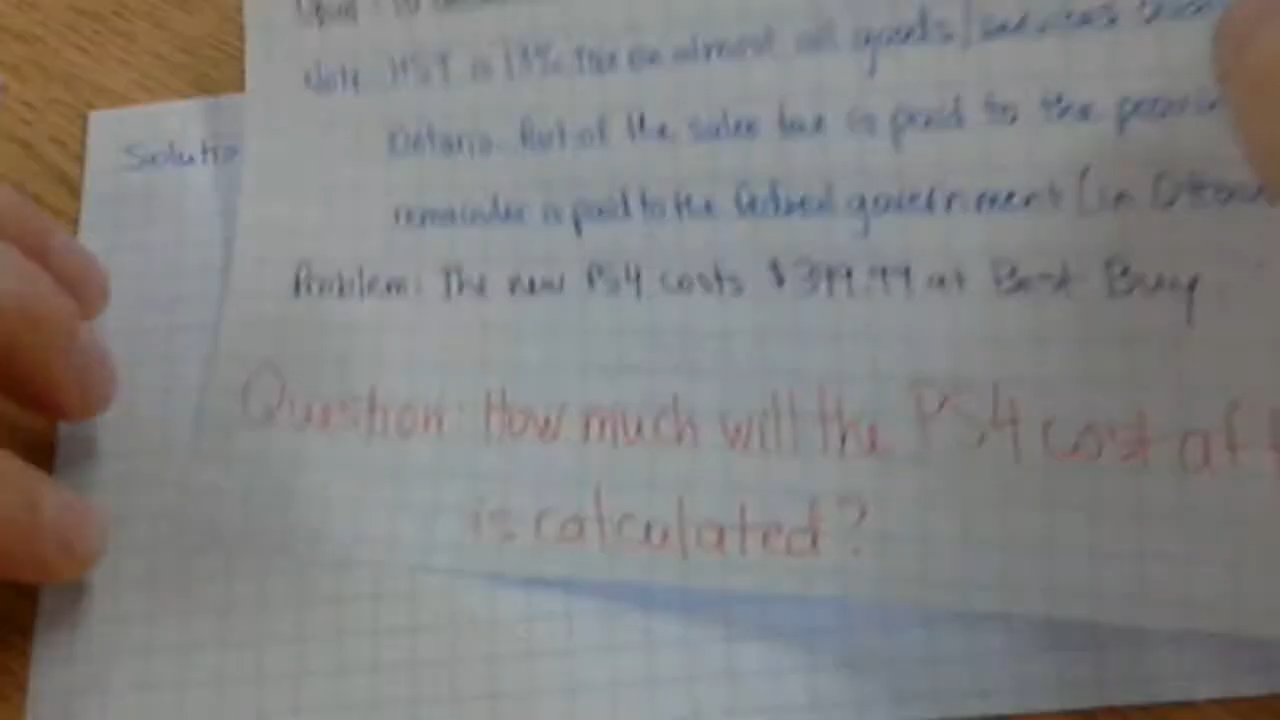 Note: HST is 13% tax on almost all goods/services
Ontario. Part of the sales tax is paid to the
remainder is paid to the federal government (in
Solutio
Problem: The new PS4 costs $399.99 at Best Buy.
Question: How much will the PS4 cost
is calculated?